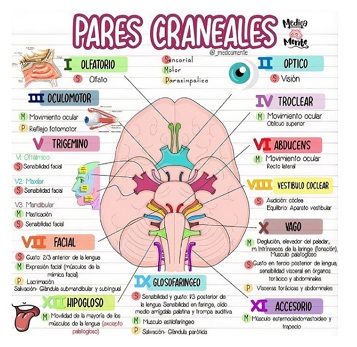 PARES CRANEALES
Medica
Mente
@_medicamente
S Sensorial
M Motor
P Parasimpatico
I OLFATORIO
S Olfato
II OPTICO
S Visión
III OCULOMOTOR
M Movimiento ocular
P Reflejo fotomotor
IV TROCLEAR
M Movimiento ocular
Oblicuo superior
V TRIGEMINO
V1 Oftálmico
S Sensibilidad facial
V2 Maxilar
S Sensibilidad facial
V3 Mandibular
M Masticación
S Sensibilidad facial
VI ABDUCENS
M Movimiento ocular
Recto lateral
VII FACIAL
S Gusto: 2/3 anterior de la lengua
M Expresión facial (músculos de la
mímica facial)
P Lacrimación
Salivación: Glándula submandibular y sublingual
VIII VESTIBULO COCLEAR
S Audición: cóclea
Equilibrio: Aparato vestibular
IX GLOSOFARINGEO
S Sensibilidad y gusto: 1/3 posterior de
la lengua. Sensibilidad en faringe, oido
medio amígdala palatina y trompa auditiva
M Musculo estilofaríngeo
P Salivación- Glándula parótida
X VAGO
M Deglución, elevador del paladar,
m. Intrínsecos de la laringe (fonación),
Musculo palatogloso
S Gusto en tercio posterior de lengua,
sensibilidad visceral en órganos
torácicos y abdominales
P Vísceras torácicas y abdominales
XI ACCESORIO
M Músculo esternocleidomastoideo y
trapecio
XII HIPOGLOSO
M Movilidad de la mayoría de los
músculos de la lengua (excepto
palatogloso)